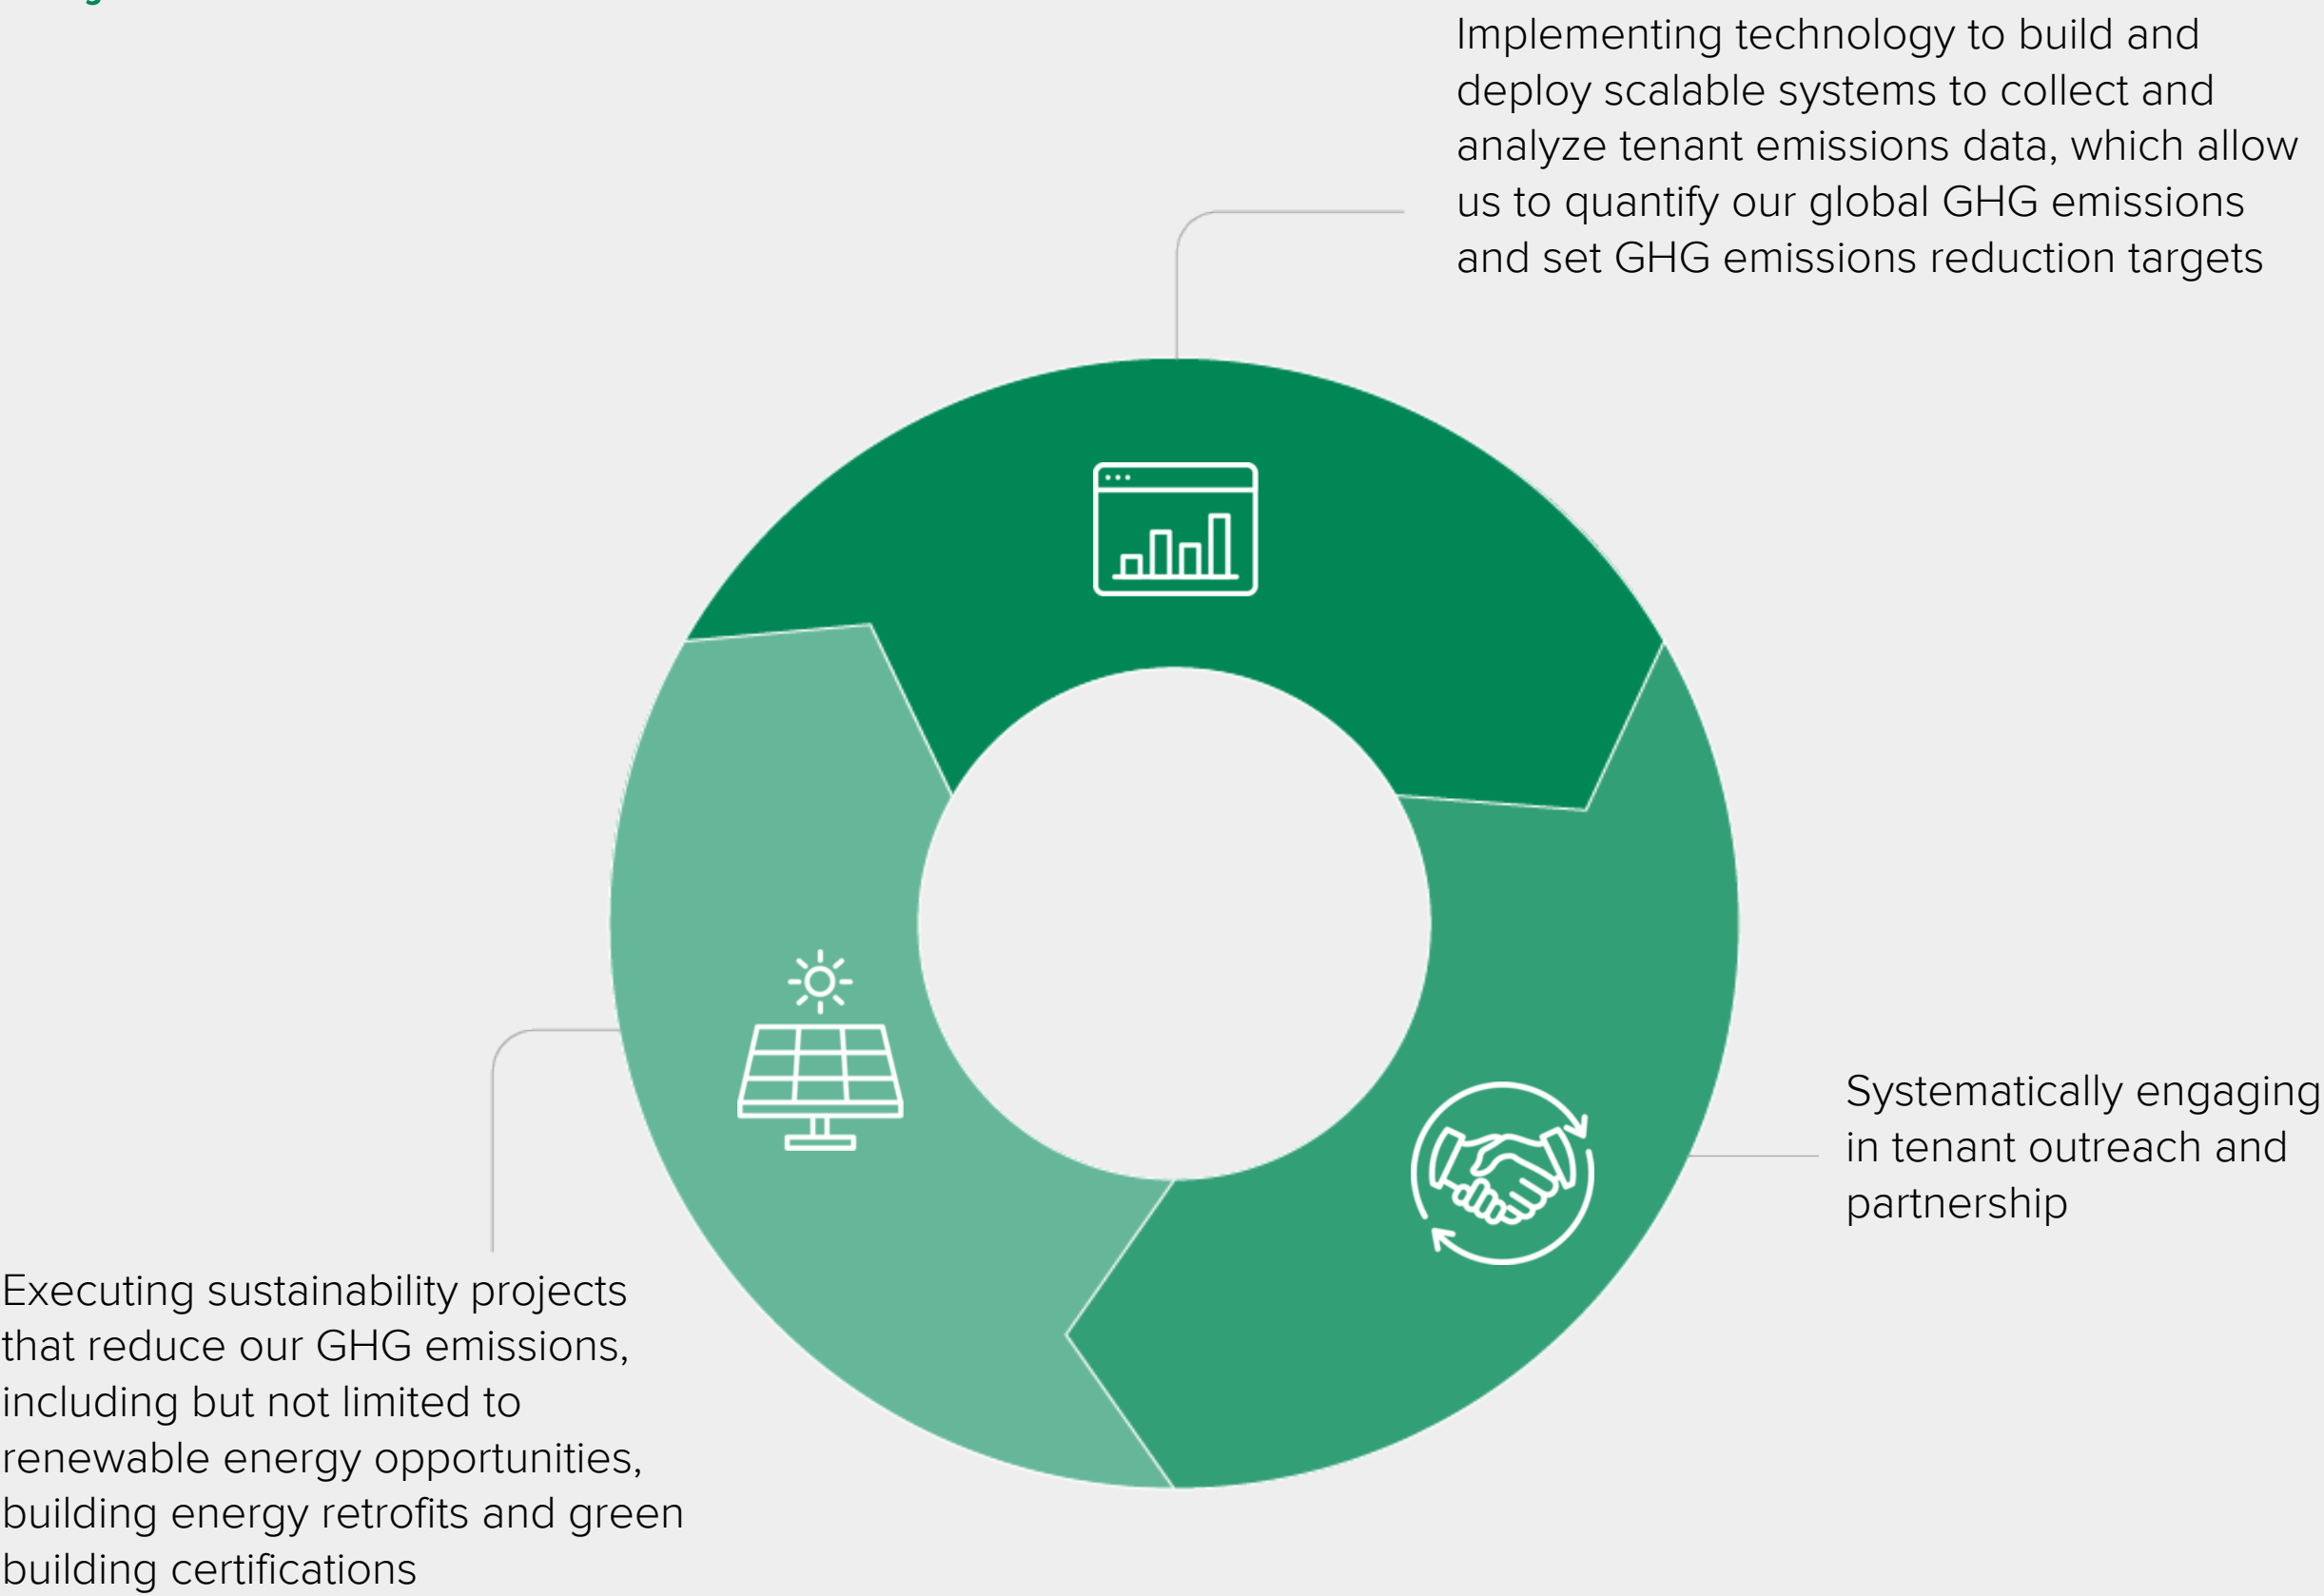 Implementing technology to build and
deploy scalable systems to collect and
analyze tenant emissions data, which allow
us to quantify our global GHG emissions
and set GHG emissions reduction targets
Systematically engaging
in tenant outreach and
partnership
Executing sustainability projects
that reduce our GHG emissions,
including but not limited to
renewable energy opportunities,
building energy retrofits and green
building certifications